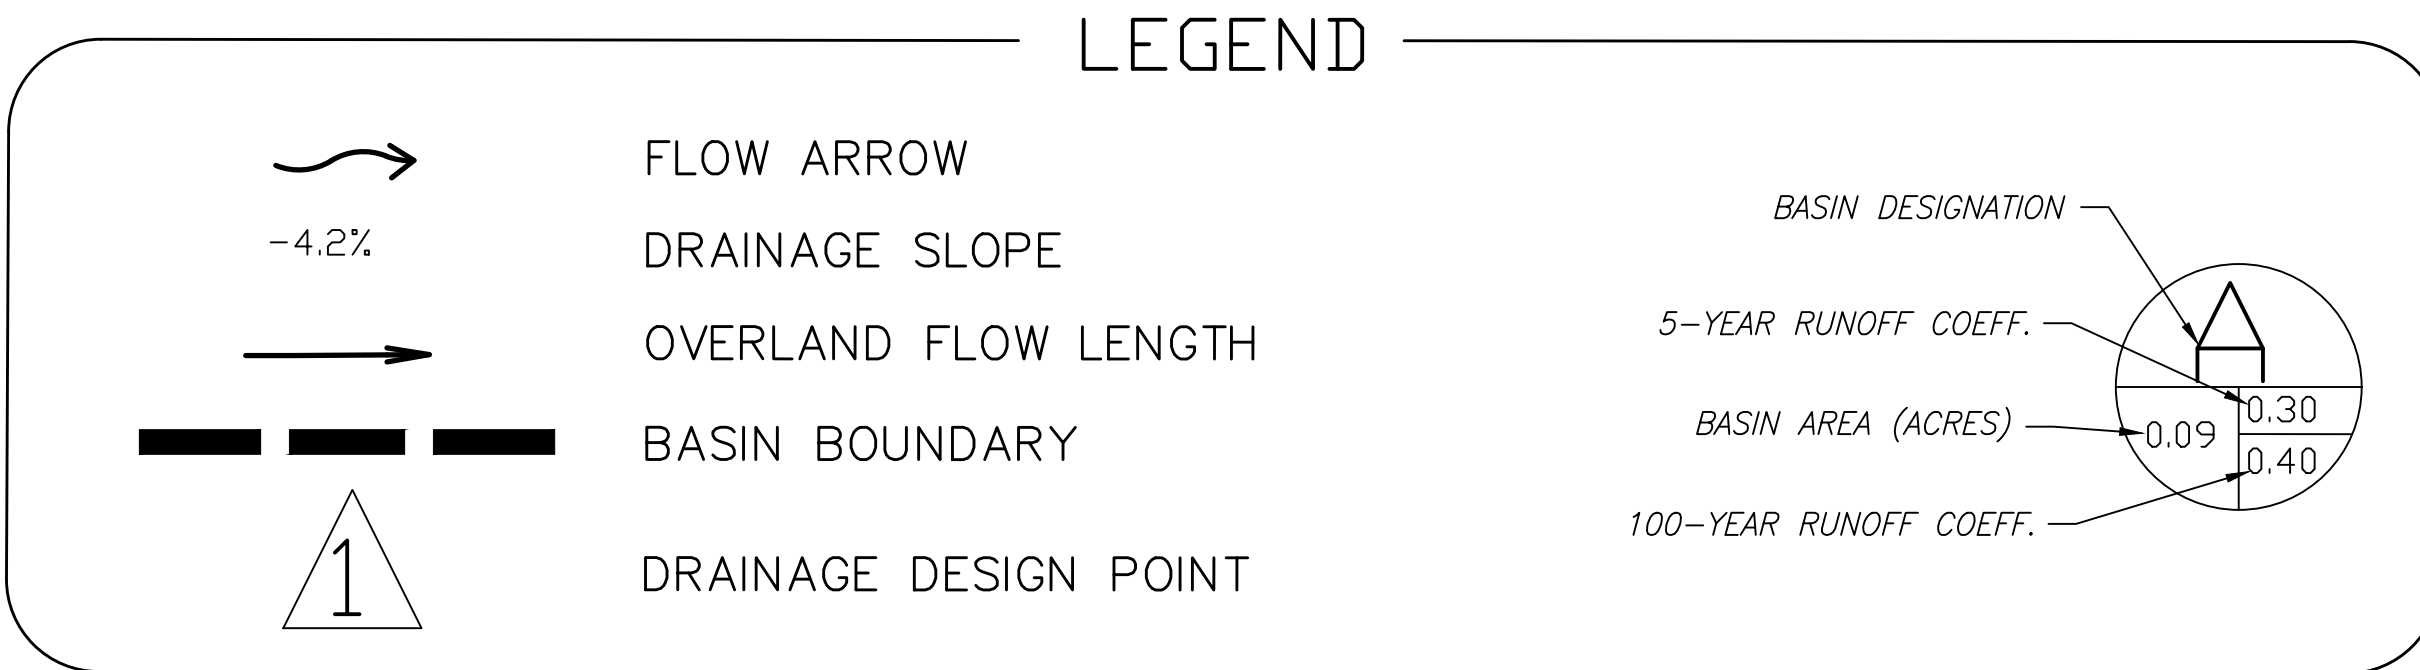 LEGEND
FLOW ARROW
-4.2%
DRAINAGE SLOPE
OVERLAND FLOW LENGTH
BASIN BOUNDARY
1
DRAINAGE DESIGN POINT
BASIN DESIGNATION
A
5-YEAR RUNOFF COEFF.
0.30
BASIN AREA (ACRES)
0.09
0.40
100-YEAR RUNOFF COEFF.